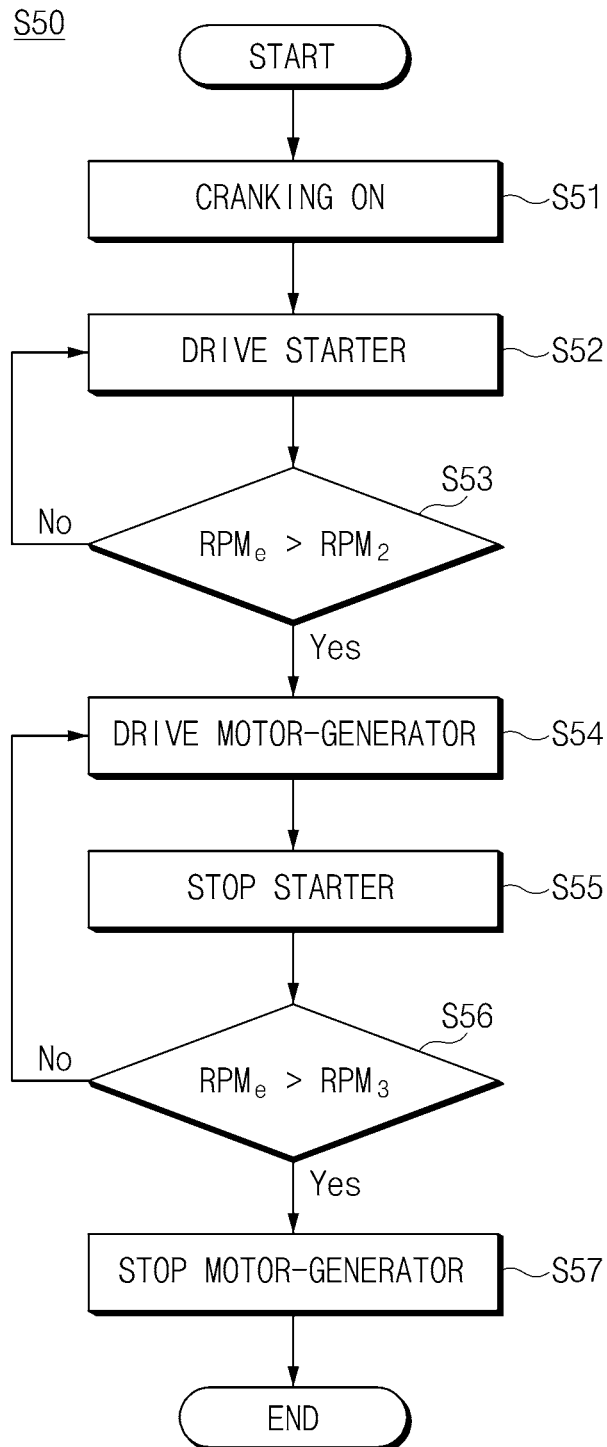 S50
START
CRANKING ON
S51
DRIVE STARTER
S52
S53
No
RPMe > RPM2
Yes
DRIVE MOTOR-GENERATOR
S54
STOP STARTER
S55
S56
No
RPMe > RPM3
Yes
STOP MOTOR-GENERATOR
S57
END